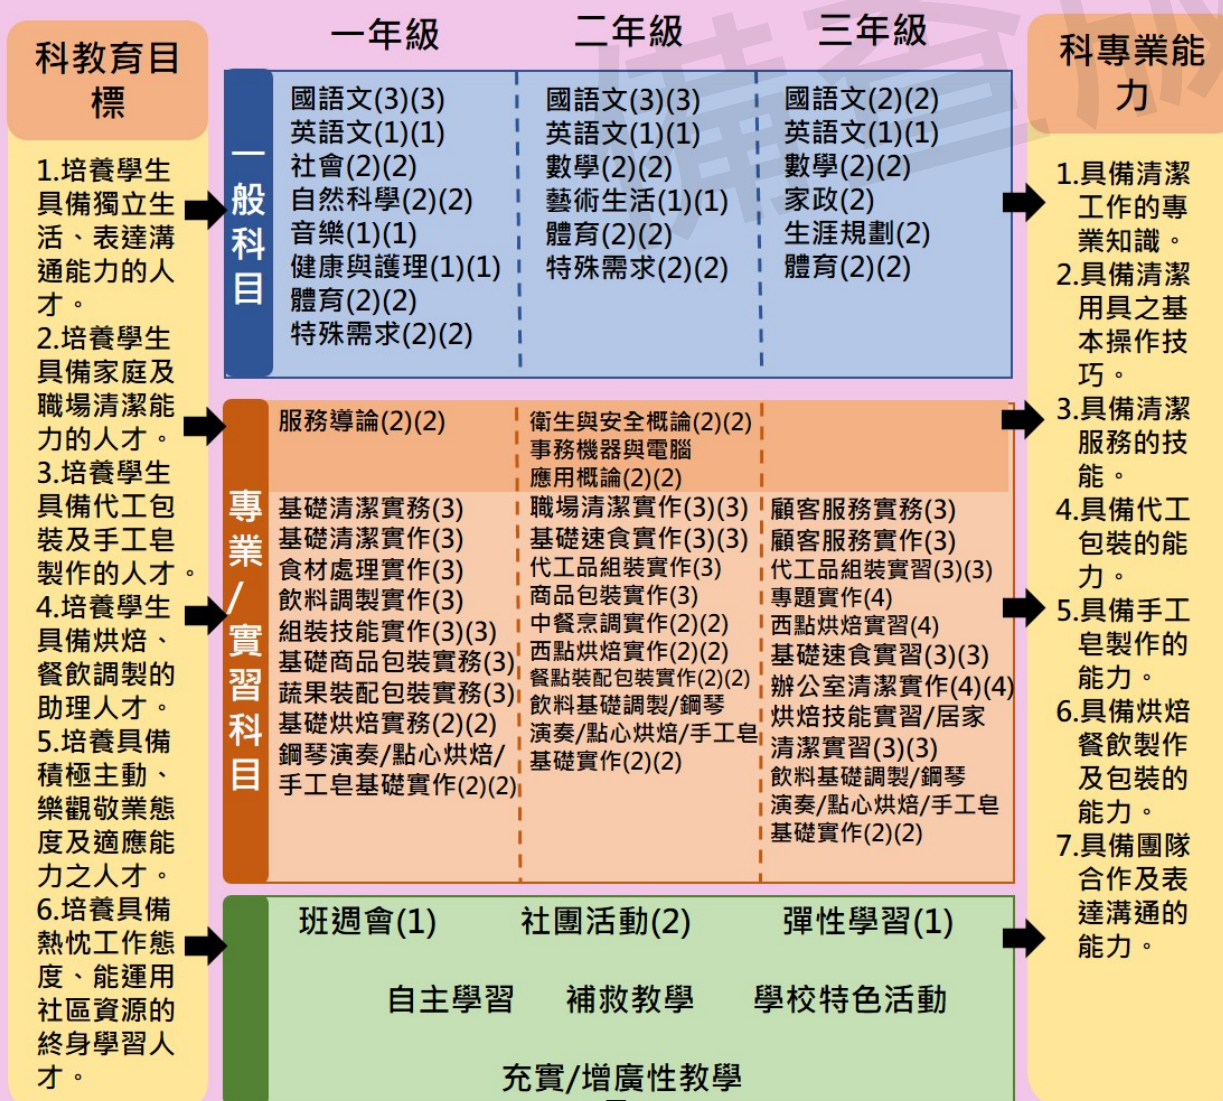 科教育目
標
1.培養學生
具備獨立生
活、表達溝
通能力的人
才。
2.培養學生
具備家庭及
職場清潔能
力的人才。
3.培養學生
具備代工包
裝及手工皂
製作的人才。
4.培養學生
具備烘焙、
餐飲調製的
助理人才。
5.培養具備
積極主動、
樂觀敬業態
度及適應能
力之人才。
6.培養具備
熱忱工作態
度、能運用
社區資源的
終身學習人
才。
一年級
二年級
三年級
一般科目
國語文(3)(3)
英語文(1)(1)
社會(2)(2)
自然科學(2)(2)
音樂(1)(1)
健康與護理(1)(1)
體育(2)(2)
特殊需求(2)(2)
國語文(3)(3)
英語文(1)(1)
數學(2)(2)
藝術生活(1)(1)
體育(2)(2)
特殊需求(2)(2)
國語文(2)(2)
英語文(1)(1)
數學(2)(2)
家政(2)
生涯規劃(2)
體育(2)(2)
專業/實習科目
服務導論(2)(2)
基礎清潔實務(3)
基礎清潔實作(3)
食材處理實作(3)
飲料調製實作(3)
組裝技能實作(3)(3)
基礎商品包裝實務(3)
蔬果裝配包裝實務(3)
基礎烘焙實務(2)(2)
鋼琴演奏/點心烘焙/
手工皂基礎實作(2)(2)
衛生與安全概論(2)(2)
事務機器與電腦
應用概論(2)(2)
職場清潔實作(3)(3)
基礎速食實作(3)(3)
代工品組裝實作(3)
商品包裝實作(3)
中餐烹調實作(2)(2)
西點烘焙實作(2)(2)
餐點裝配包裝實作(2)(2)
飲料基礎調製/鋼琴
演奏/點心烘焙/手工皂
基礎實作(2)(2)
顧客服務實務(3)
顧客服務實作(3)
代工品組裝實習(3)(3)
專題實作(4)
西點烘焙實習(4)
基礎速食實習(3)(3)
辦公室清潔實作(4)(4)
烘焙技能實習/居家
清潔實習(3)(3)
飲料基礎調製/鋼琴
演奏/點心烘焙/手工皂
基礎實作(2)(2)
班週會(1)
社團活動(2)
彈性學習(1)
自主學習
補救教學
學校特色活動
充實/增廣性教學
科專業能
力
1.具備清潔
工作的專
業知識。
2.具備清潔
用具之基
本操作技
巧。
3.具備清潔
服務的技
能。
4.具備代工
包裝的能
力。
5.具備手工
皂製作的
能力。
6.具備烘焙
餐飲製作
及包裝的
能力。
7.具備團隊
合作及表
達溝通的
能力。
備查